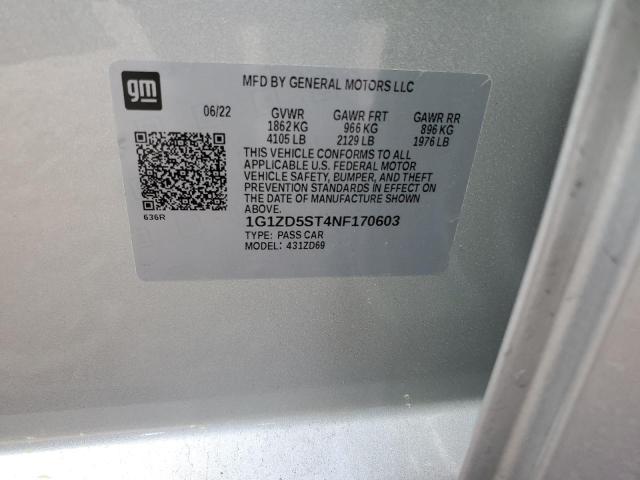 gm
MFD BY GENERAL MOTORS LLC
06/22 GVWR GAWR FRT GAWR RR
1862 KG 966 KG 896 KG
4105 LB 2129 LB 1976 LB
THIS VEHICLE CONFORMS TO ALL
APPLICABLE U.S. FEDERAL MOTOR
VEHICLE SAFETY, BUMPER, AND THEFT
PREVENTION STANDARDS IN EFFECT ON
THE DATE OF MANUFACTURE SHOWN
ABOVE.
636R
1G1ZD5ST4NF170603
TYPE: PASS CAR
MODEL: 431ZD69